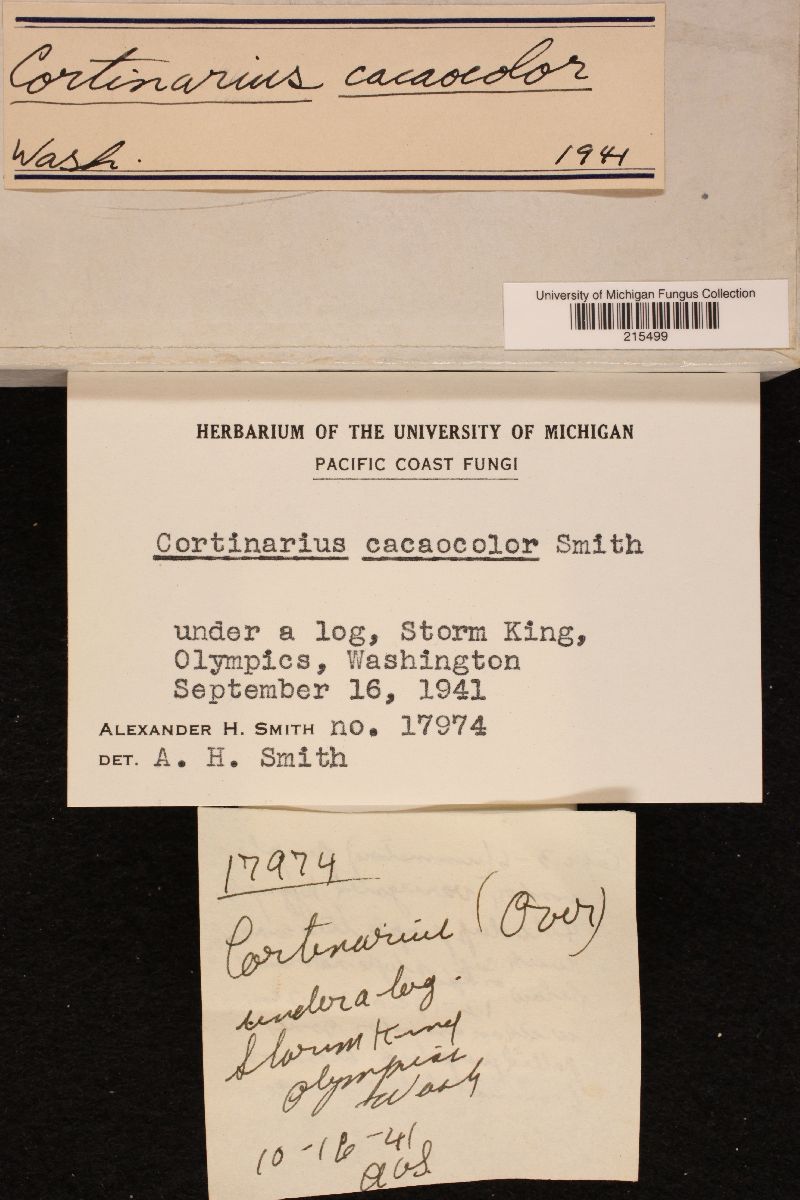 Cortinarius cacaocolor
Wash. 1941
University of Michigan Fungus Collection
215499
HERBARIUM OF THE UNIVERSITY OF MICHIGAN
PACIFIC COAST FUNGI
Cortinarius cacaocolor Smith
under a log, Storm King,
Olympics, Washington
September 16, 1941
ALEXANDER H. SMITH no. 17974
DET. A. H. Smith
17974
Cortinarius (Over)
under a log.
Storm King
Olympics
Wash
10-16-41
AHS